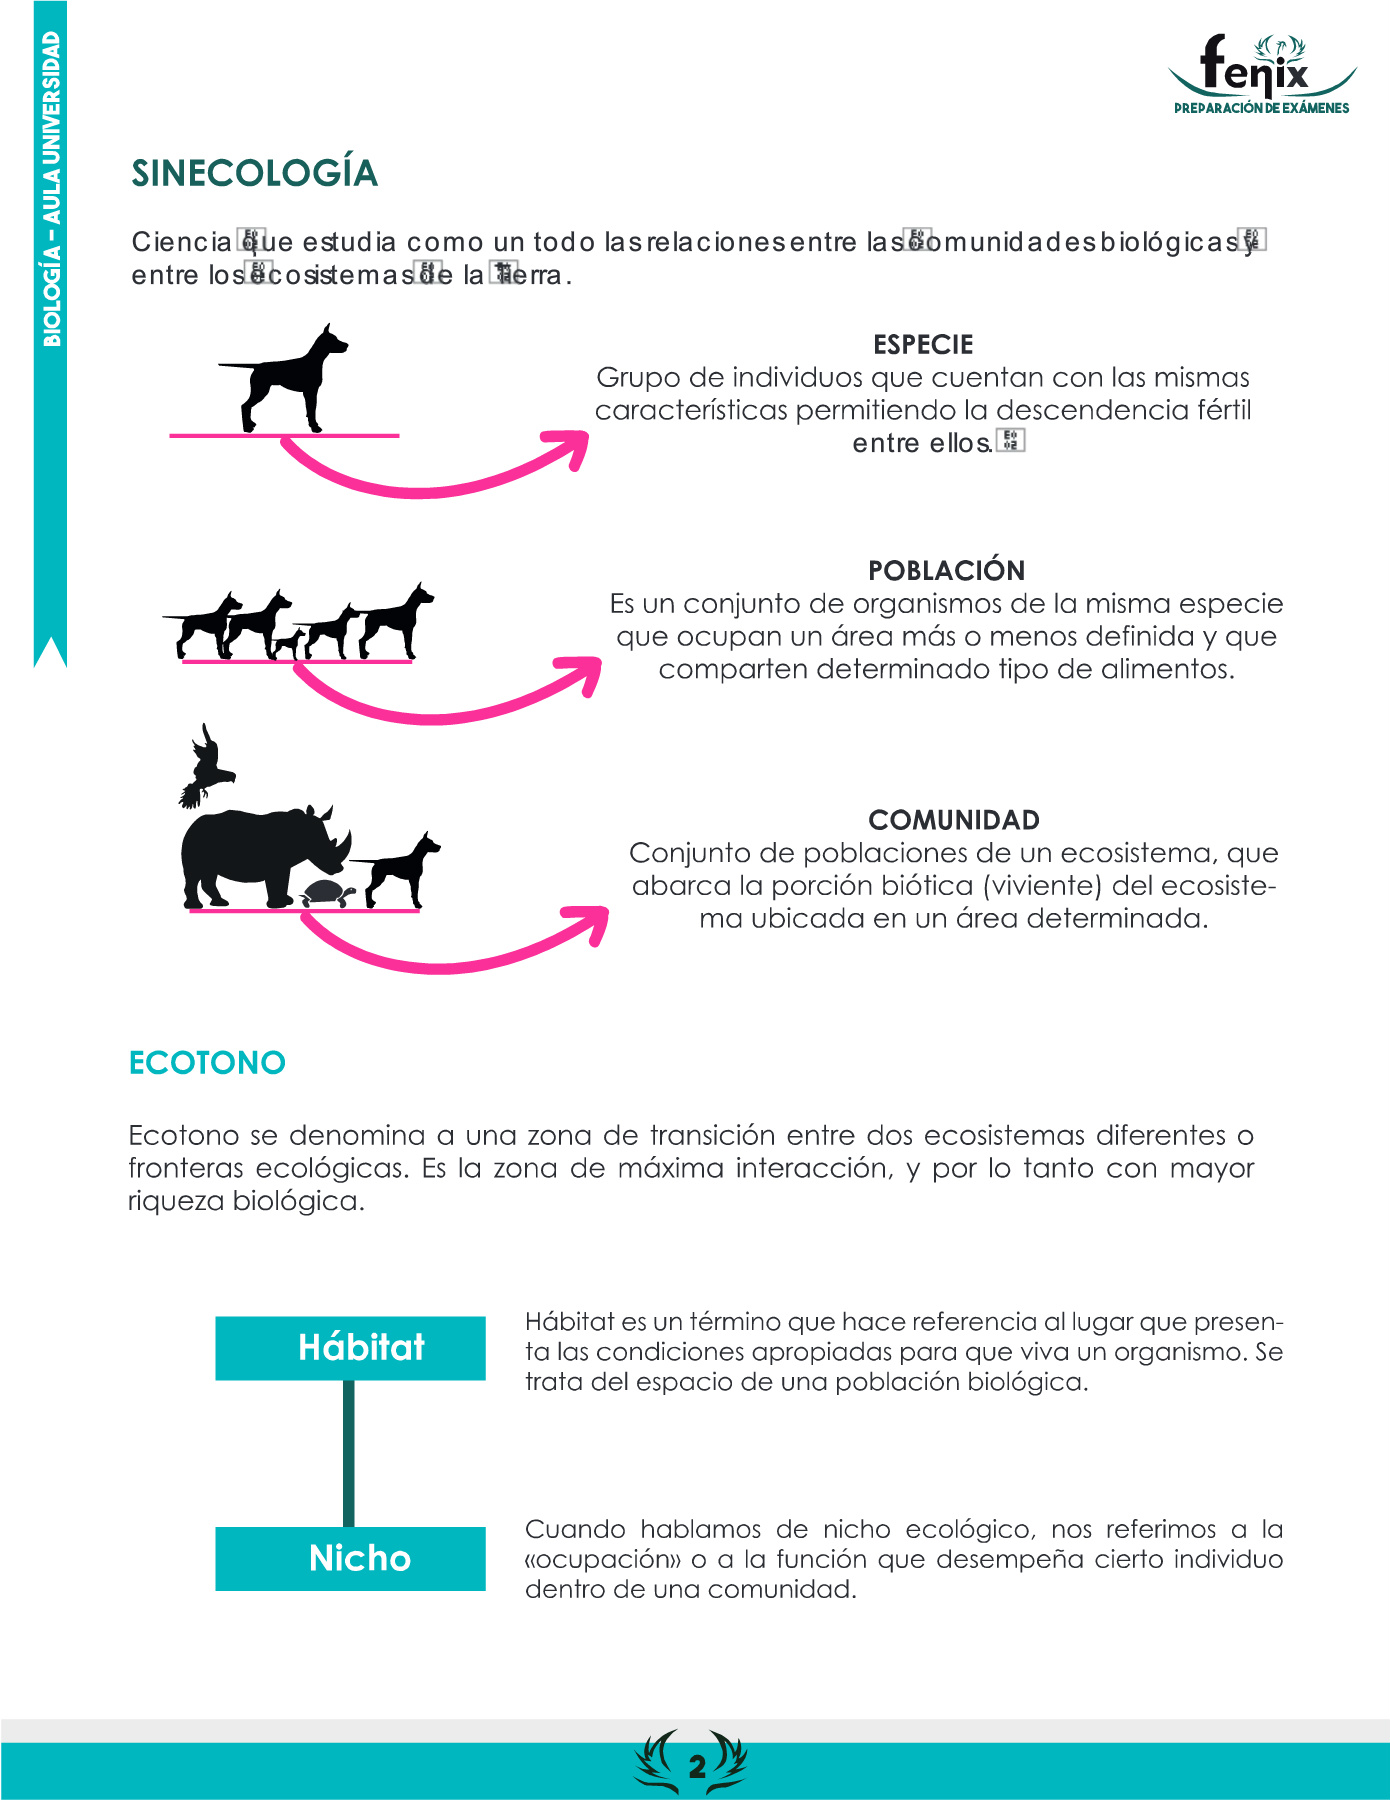 BIOLOGÍA - AULA UNIVERSIDAD
fenix
PREPARACIÓN DE EXÁMENES
SINECOLOGÍA
Ciencia que estudia como un todo las relaciones entre las comunidades biológicas y
entre los ecosistemas de la Tierra.
ESPECIE
Grupo de individuos que cuentan con las mismas
características permitiendo la descendencia fértil
entre ellos.
POBLACIÓN
Es un conjunto de organismos de la misma especie
que ocupan un área más o menos definida y que
comparten determinado tipo de alimentos.
COMUNIDAD
Conjunto de poblaciones de un ecosistema, que
abarca la porción biótica (viviente) del ecosiste-
ma ubicada en un área determinada.
ECOTONO
Ecotono se denomina a una zona de transición entre dos ecosistemas diferentes o
fronteras ecológicas. Es la zona de máxima interacción, y por lo tanto con mayor
riqueza biológica.
Hábitat
Hábitat es un término que hace referencia al lugar que presen-
ta las condiciones apropiadas para que viva un organismo. Se
trata del espacio de una población biológica.
Nicho
Cuando hablamos de nicho ecológico, nos referimos a la
«ocupación» o a la función que desempeña cierto individuo
dentro de una comunidad.
2